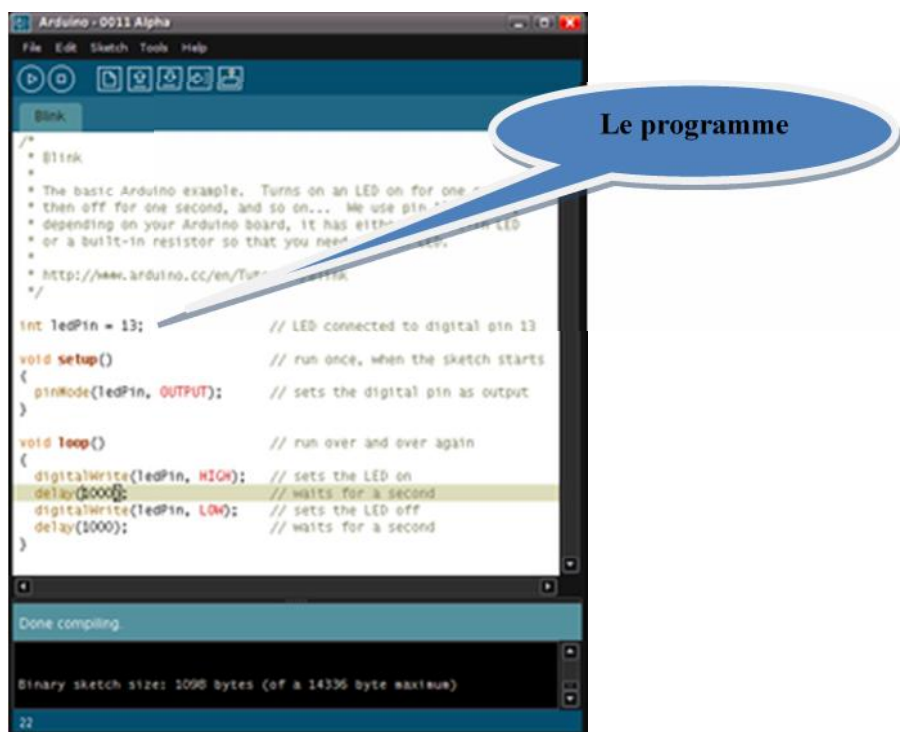 Arduino - 0011 Alpha
File Edit Sketch Tools Help
Blink
Le programme
/*
* Blink
*
* The basic Arduino example. Turns on an LED on for one
* then off for one second, and so on... We use pin
* depending on your Arduino board, it has either LED
* or a built-in resistor so that you need LED.
*
* http://www.arduino.cc/en/Tu
*/
int ledPin = 13; // LED connected to digital pin 13
void setup() // run once, when the sketch starts
{
pinMode(ledPin, OUTPUT); // sets the digital pin as output
}
void loop() // run over and over again
{
digitalWrite(ledPin, HIGH); // sets the LED on
delay(1000); // waits for a second
digitalWrite(ledPin, LOW); // sets the LED off
delay(1000); // waits for a second
}
Done compiling.
Binary sketch size: 1098 bytes (of a 14336 byte maximum)
22